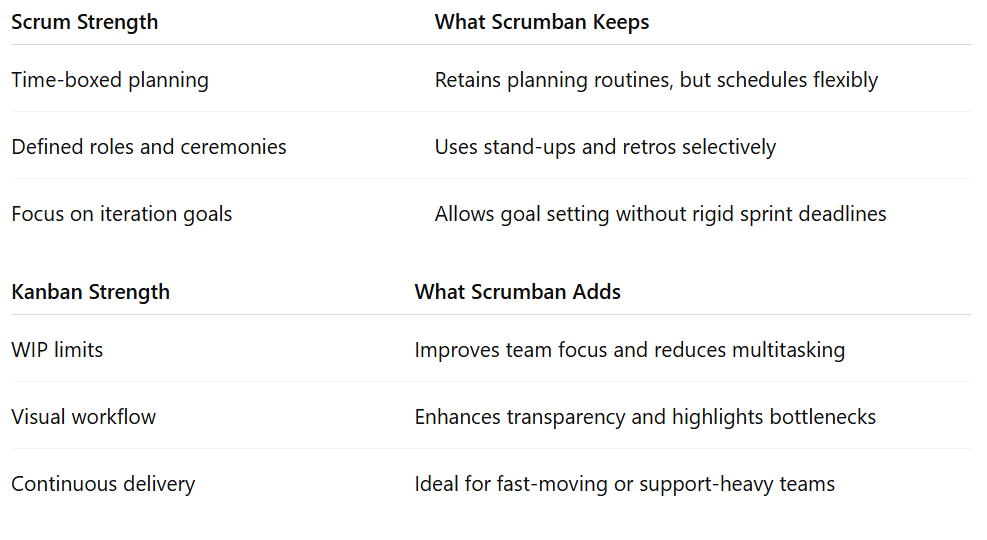 Scrum Strength What Scrumban Keeps
Time-boxed planning Retains planning routines, but schedules flexibly
Defined roles and ceremonies Uses stand-ups and retros selectively
Focus on iteration goals Allows goal setting without rigid sprint deadlines
Kanban Strength What Scrumban Adds
WIP limits Improves team focus and reduces multitasking
Visual workflow Enhances transparency and highlights bottlenecks
Continuous delivery Ideal for fast-moving or support-heavy teams